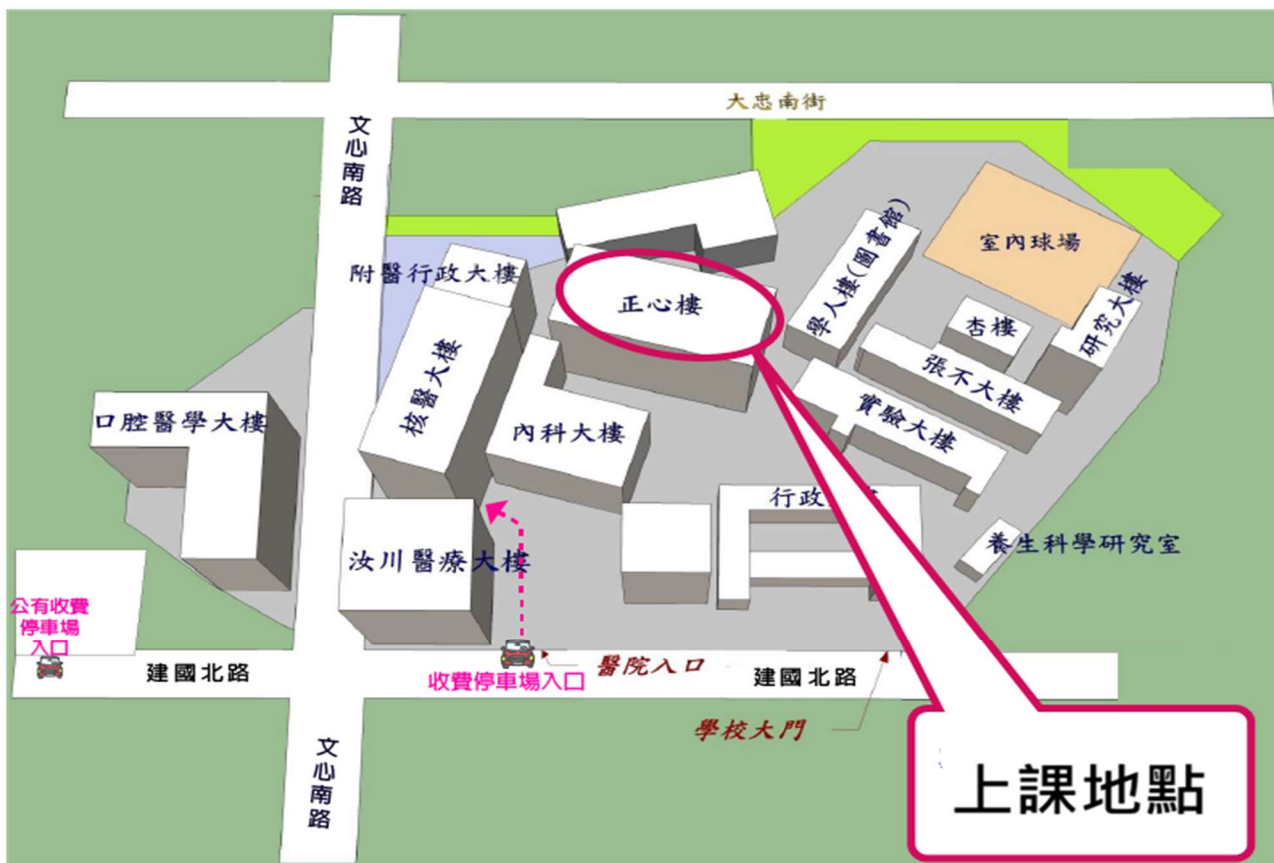 大忠南街
文心南路
室內球場
學人樓(圖書館)
附醫行政大樓
正心樓
研究大樓
杏樓
張不大樓
核醫大樓
實驗大樓
口腔醫學大樓
內科大樓
行政
養生科學研究室
汝川醫療大樓
公有收費
停車場
入口
建國北路
收費停車場入口
醫院入口
建國北路
學校大門
文心南路
上課地點